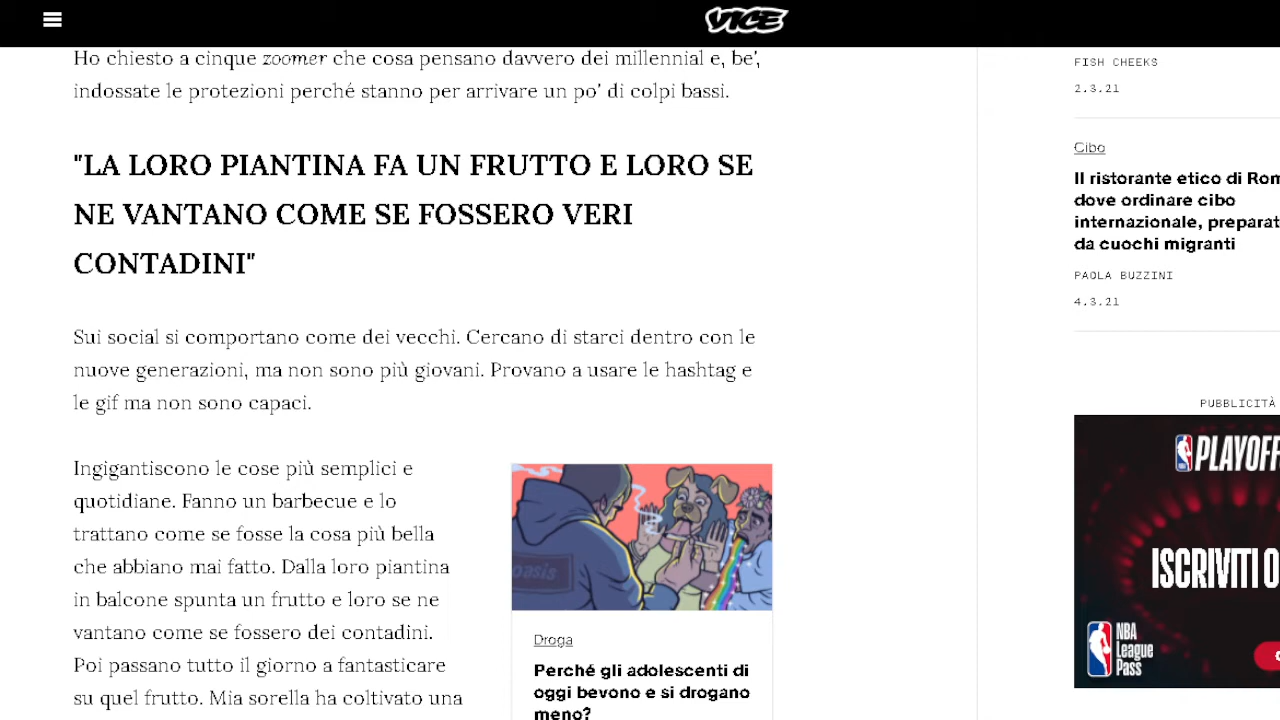 VICE
Ho chiesto a cinque zoomer che cosa pensano davvero dei millennial e, be',
indossate le protezioni perché stanno per arrivare un po' di colpi bassi.
"LA LORO PIANTINA FA UN FRUTTO E LORO SE
NE VANTANO COME SE FOSSERO VERI
CONTADINI"
Sui social si comportano come dei vecchi. Cercano di starci dentro con le
nuove generazioni, ma non sono più giovani. Provano a usare le hashtag e
le gif ma non sono capaci.
Ingigantiscono le cose più semplici e
quotidiane. Fanno un barbecue e lo
trattano come se fosse la cosa più bella
che abbiano mai fatto. Dalla loro piantina
in balcone spunta un frutto e loro se ne
vantano come se fossero dei contadini.
Poi passano tutto il giorno a fantasticare
su quel frutto. Mia sorella ha coltivato una
oasis
Droga
Perché gli adolescenti di
oggi bevono e si drogano
meno?
FISH CHEEKS
2.3.21
Cibo
Il ristorante etico di Rom
dove ordinare cibo
internazionale, preparat
da cuochi migranti
PAOLA BUZZINI
4.3.21
PUBBLICITÀ
PLAYOFF
ISCRIVITI O
NBA
League
Pass